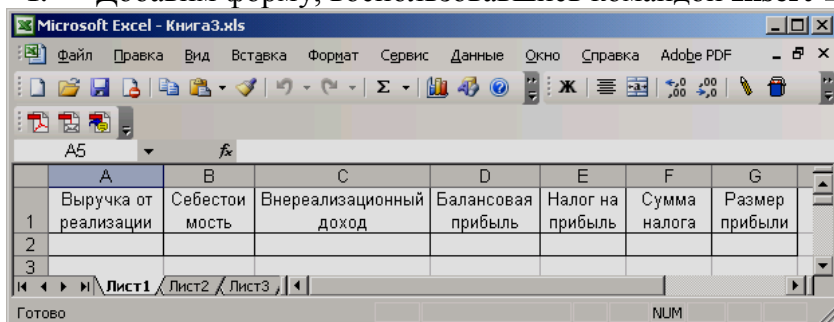 Microsoft Excel - Книга3.xls
Файл Правка Вид Вставка Формат Сервис Данные Окно Справка Adobe PDF
A5 fx
A B C D E F G
Выручка от Себестои Внереализационный Балансовая Налог на Сумма Размер
1 реализации мость доход прибыль прибыль налога прибыли
2
3
Лист1 Лист2 Лист3
Готово NUM